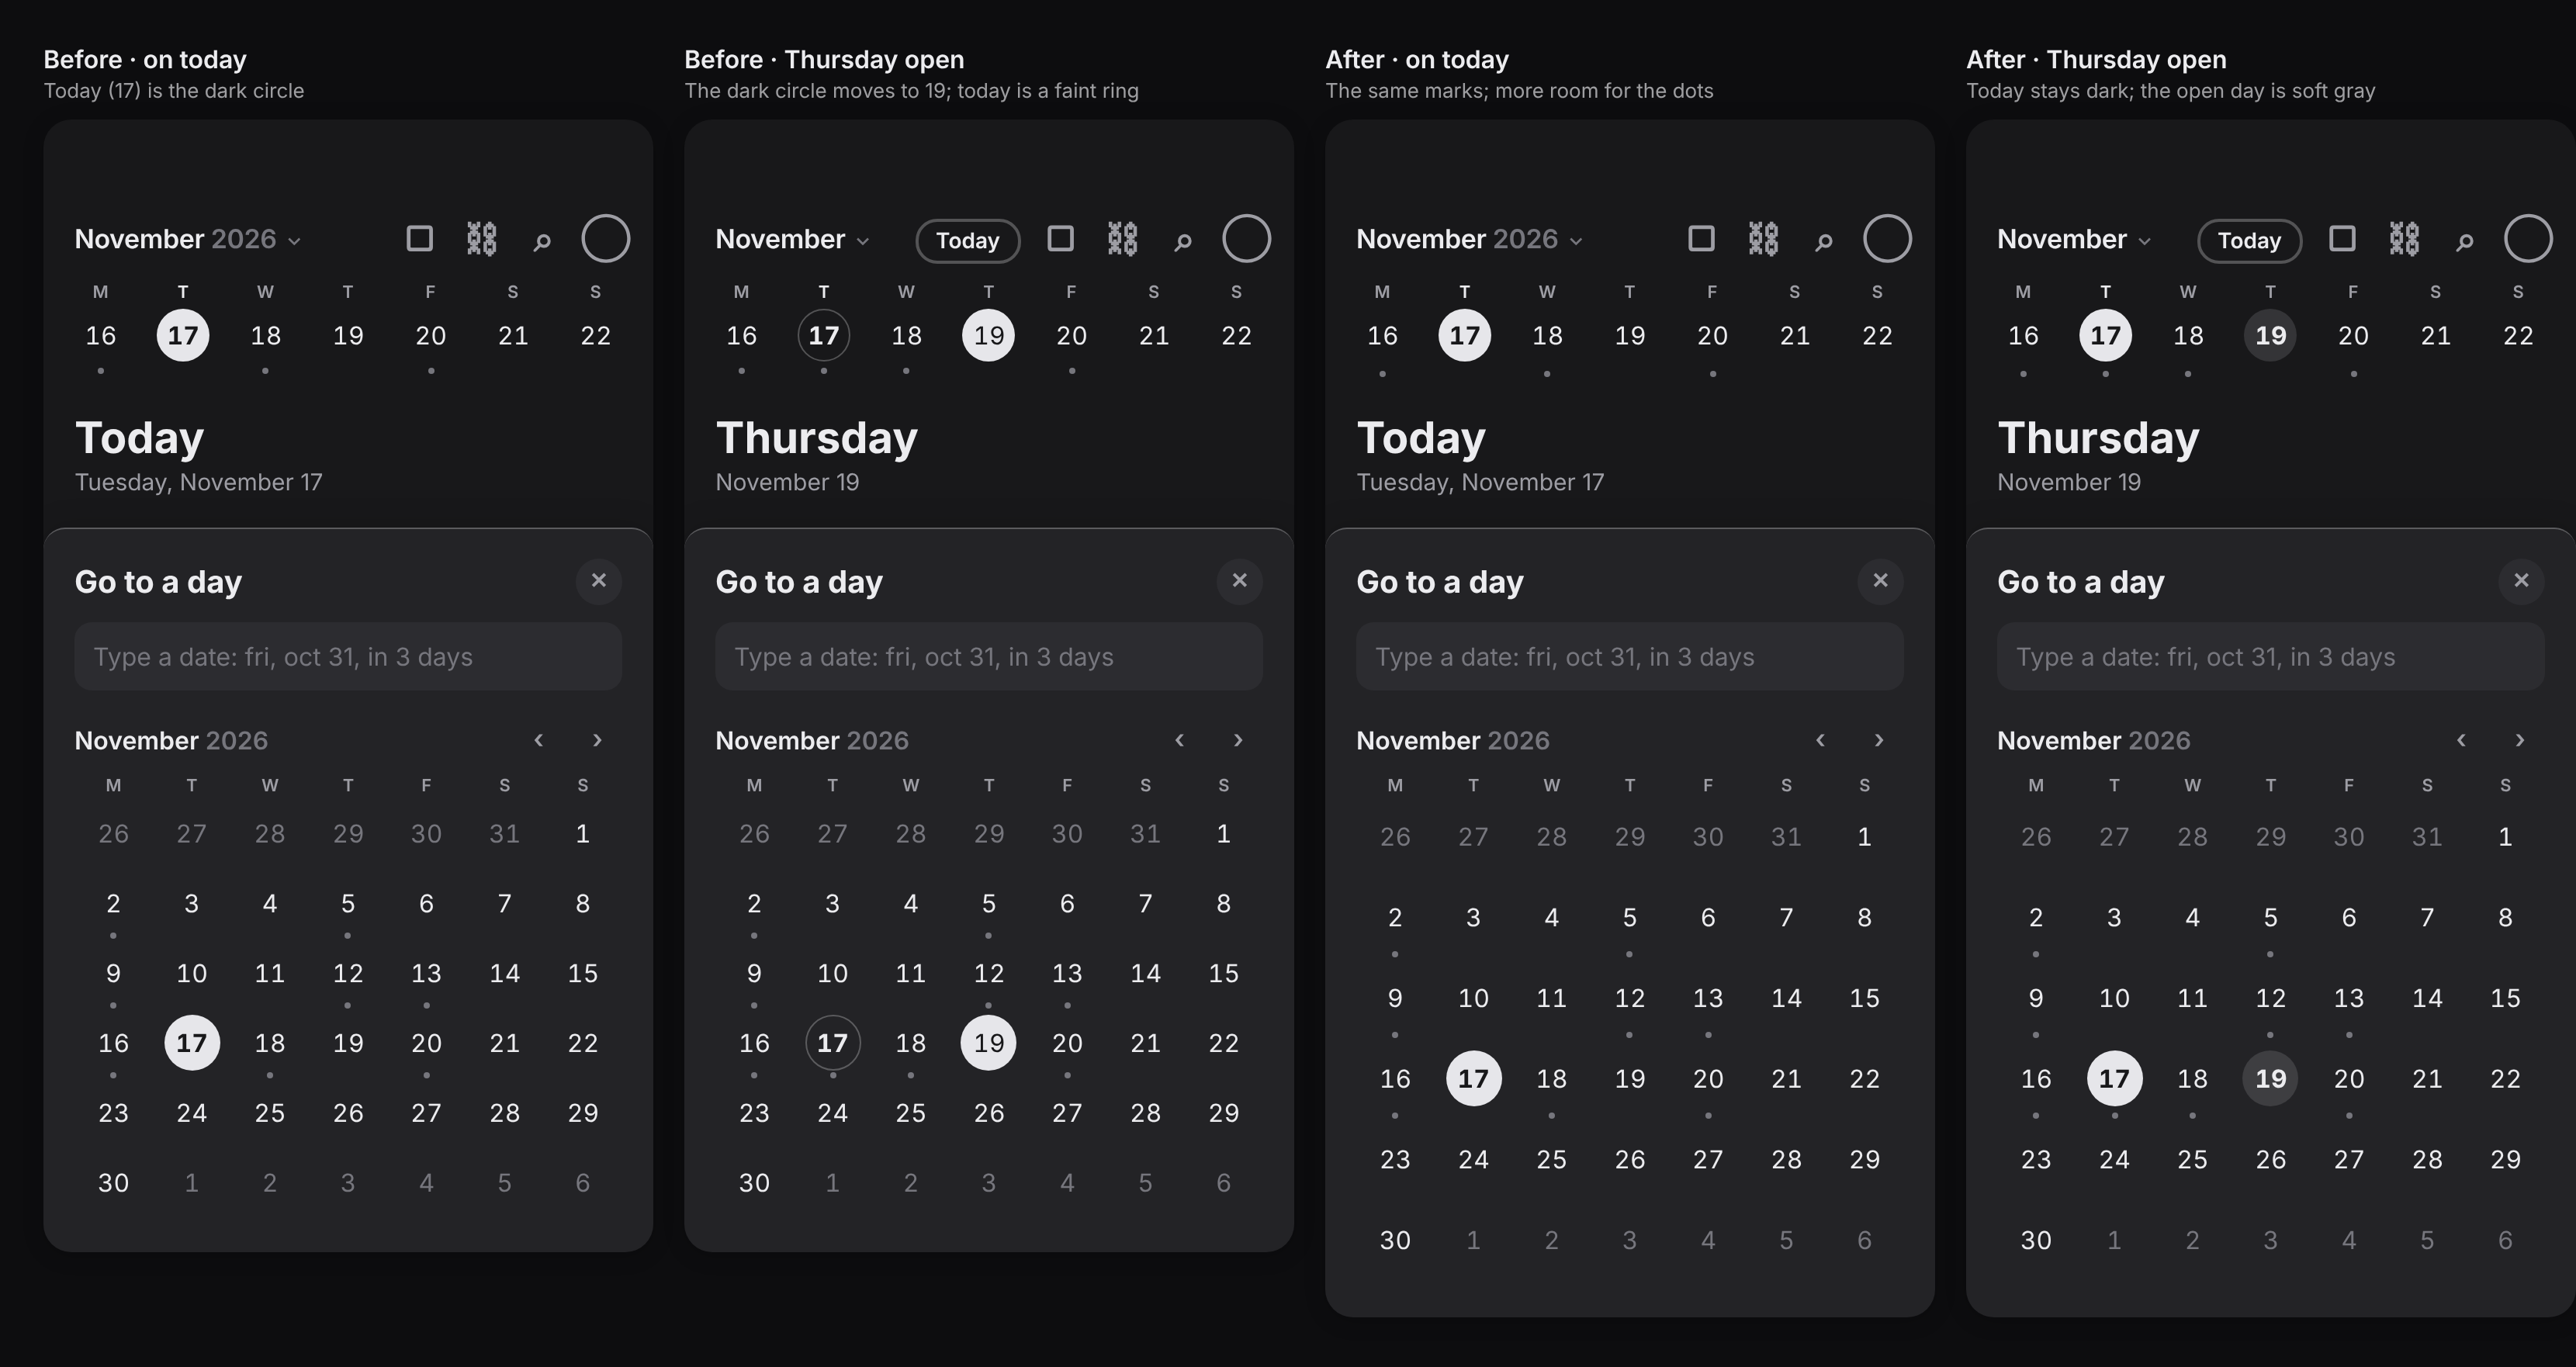 Before · on today
Today (17) is the dark circle
November 2026
M T W T F S S
16 17 18 19 20 21 22
Today
Tuesday, November 17
Go to a day
Type a date: fri, oct 31, in 3 days
November 2026
M T W T F S S
26 27 28 29 30 31 1
2 3 4 5 6 7 8
9 10 11 12 13 14 15
16 17 18 19 20 21 22
23 24 25 26 27 28 29
30 1 2 3 4 5 6
Before · Thursday open
The dark circle moves to 19; today is a faint ring
November Today
M T W T F S S
16 17 18 19 20 21 22
Thursday
November 19
Go to a day
Type a date: fri, oct 31, in 3 days
November 2026
M T W T F S S
26 27 28 29 30 31 1
2 3 4 5 6 7 8
9 10 11 12 13 14 15
16 17 18 19 20 21 22
23 24 25 26 27 28 29
30 1 2 3 4 5 6
After · on today
The same marks; more room for the dots
November 2026
M T W T F S S
16 17 18 19 20 21 22
Today
Tuesday, November 17
Go to a day
Type a date: fri, oct 31, in 3 days
November 2026
M T W T F S S
26 27 28 29 30 31 1
2 3 4 5 6 7 8
9 10 11 12 13 14 15
16 17 18 19 20 21 22
23 24 25 26 27 28 29
30 1 2 3 4 5 6
After · Thursday open
Today stays dark; the open day is soft gray
November Today
M T W T F S S
16 17 18 19 20 21 22
Thursday
November 19
Go to a day
Type a date: fri, oct 31, in 3 days
November 2026
M T W T F S S
26 27 28 29 30 31 1
2 3 4 5 6 7 8
9 10 11 12 13 14 15
16 17 18 19 20 21 22
23 24 25 26 27 28 29
30 1 2 3 4 5 6